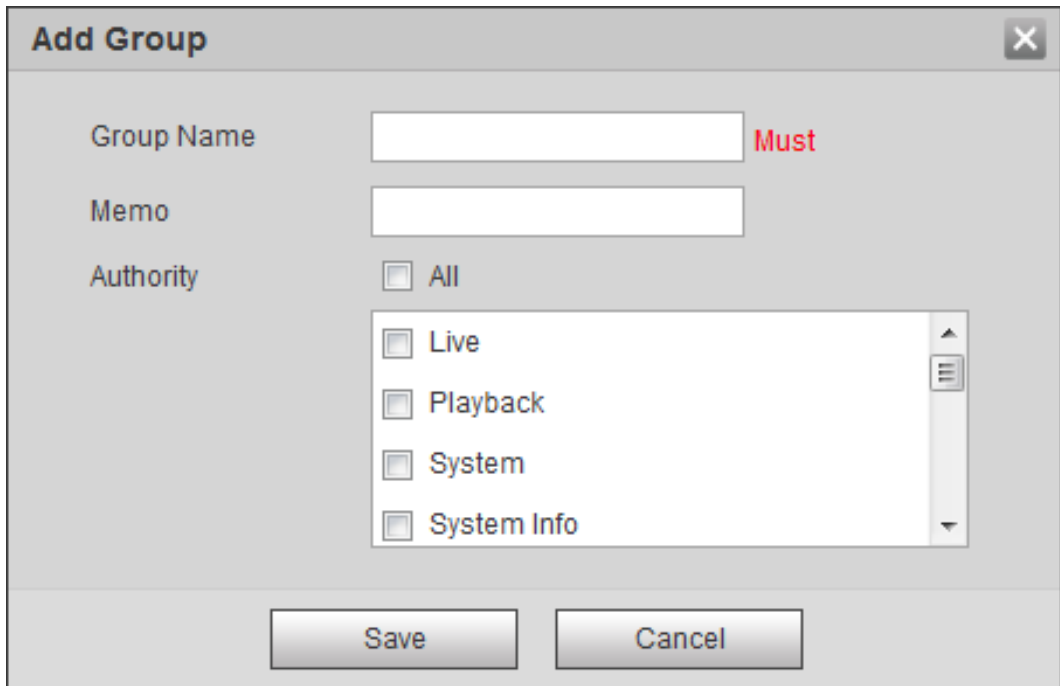 Add Group
Group Name Must
Memo
Authority All
Live
Playback
System
System Info
Save Cancel